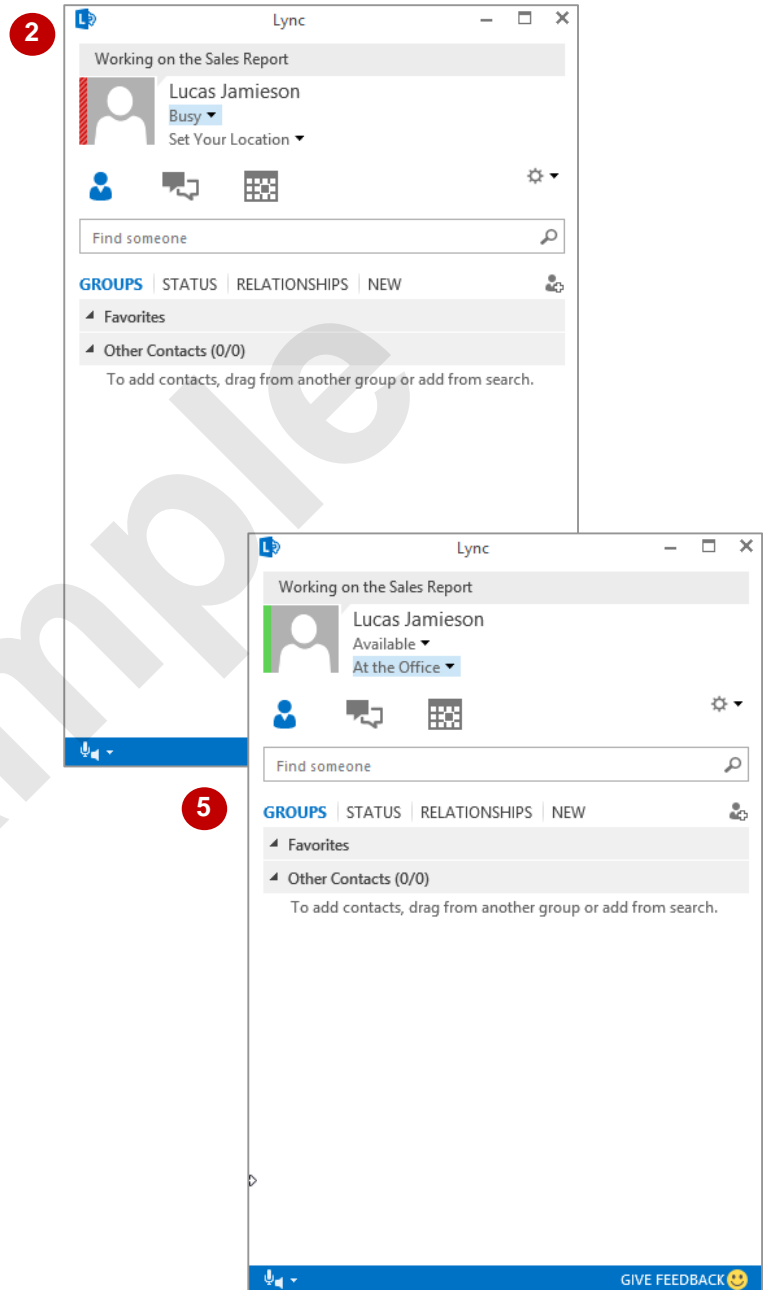 2
Lync
Working on the Sales Report
Lucas Jamieson
Busy
Set Your Location
Find someone
GROUPS STATUS RELATIONSHIPS NEW
Favorites
Other Contacts (0/0)
To add contacts, drag from another group or add from search.
5
Lync
Working on the Sales Report
Lucas Jamieson
Available
At the Office
Find someone
GROUPS STATUS RELATIONSHIPS NEW
Favorites
Other Contacts (0/0)
To add contacts, drag from another group or add from search.
GIVE FEEDBACK
mple